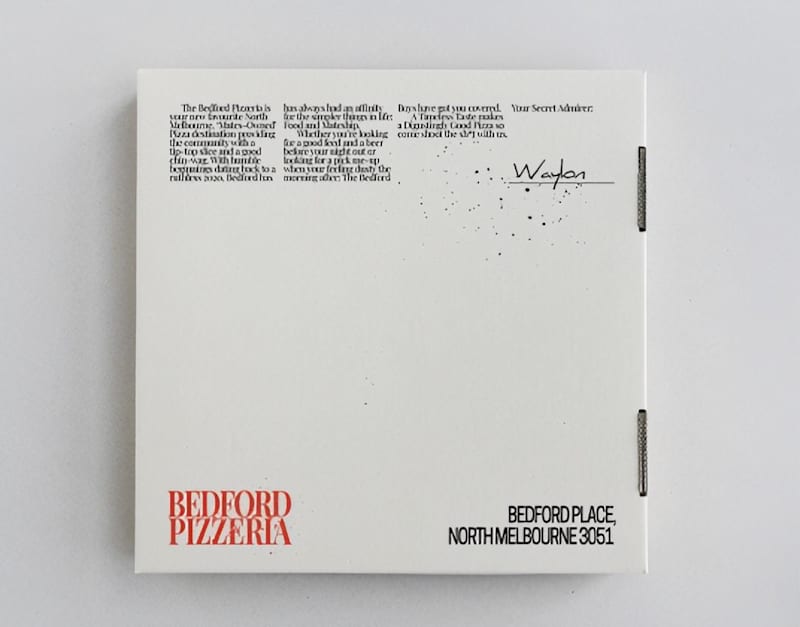 The Bedford Pizzeria is
your new favourite North
Melbourne, "Mates-Owned"
Pizza destination providing
the community with a
tip-top slice and a good
chin-wag. With humble
beginnings dating back to a
ruthless 2020, Bedford has
has always had an affinity
for the simpler things in life;
Food and Mateship.
Whether you're looking
for a good feed and a beer
before your night out or
looking for a pick me-up
when your feeling dusty the
morning after; The Bedford
Boys have got you covered.
A Timeless Taste makes
a Digustingly Good Pizza so
come shoot the sh*t with us.
Your Secret Admirer;
Waylon
BEDFORD
PIZZERIA
BEDFORD PLACE,
NORTH MELBOURNE 3051